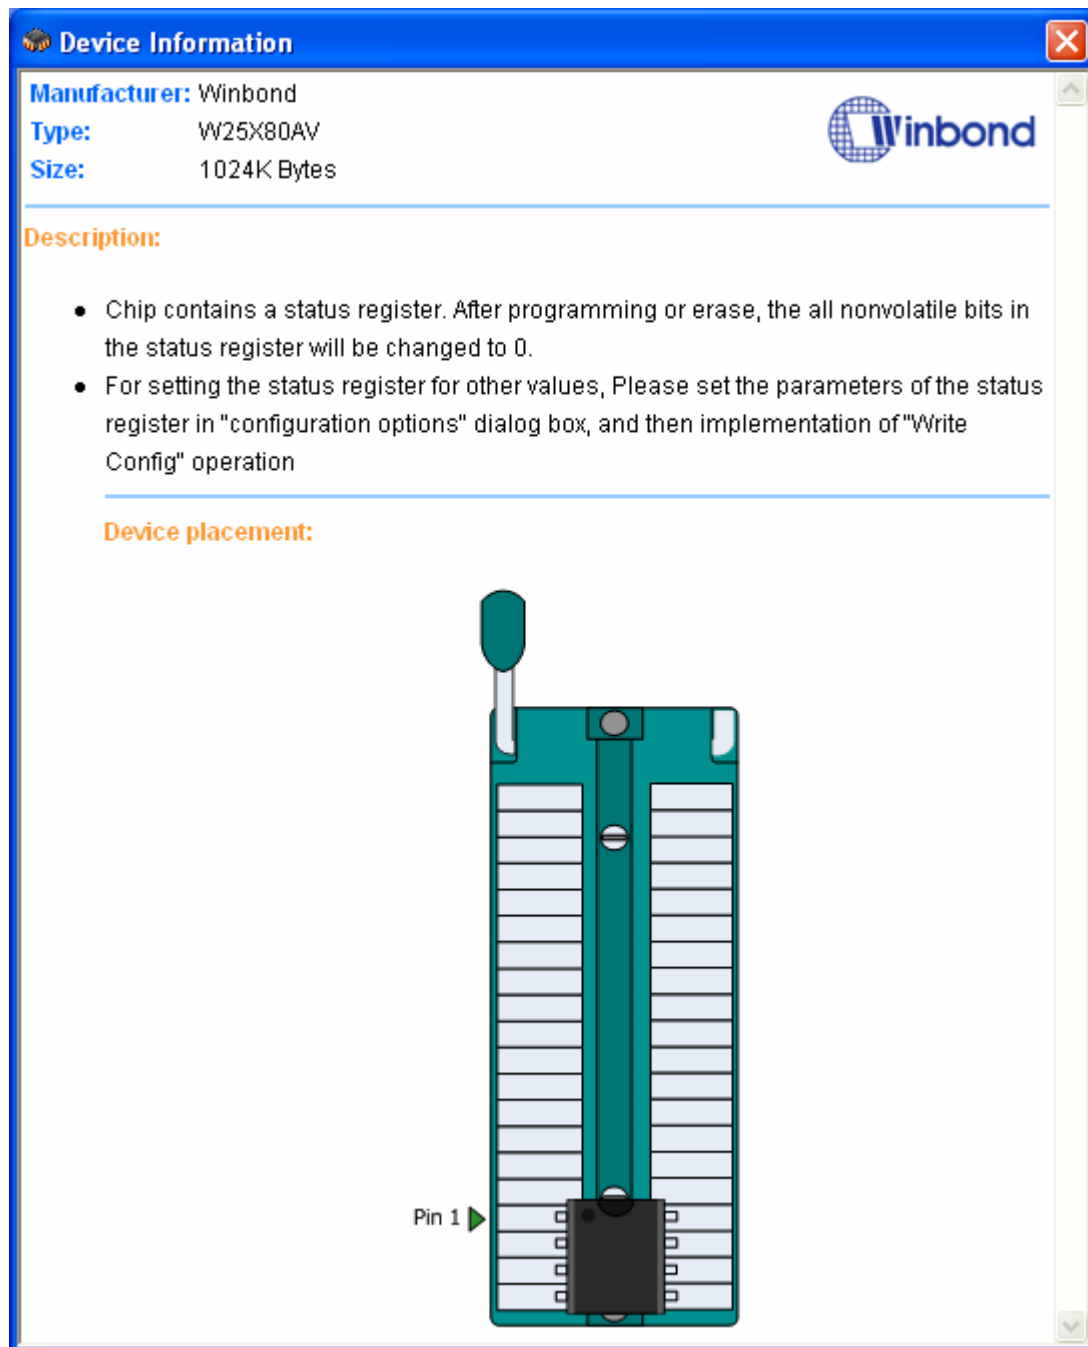 Device Information
Manufacturer: Winbond
Type: W25X80AV
Size: 1024K Bytes
Winbond
Description:
Chip contains a status register. After programming or erase, the all nonvolatile bits in
the status register will be changed to 0.
For setting the status register for other values, Please set the parameters of the status
register in "configuration options" dialog box, and then implementation of "Write
Config" operation
Device placement:
Pin 1